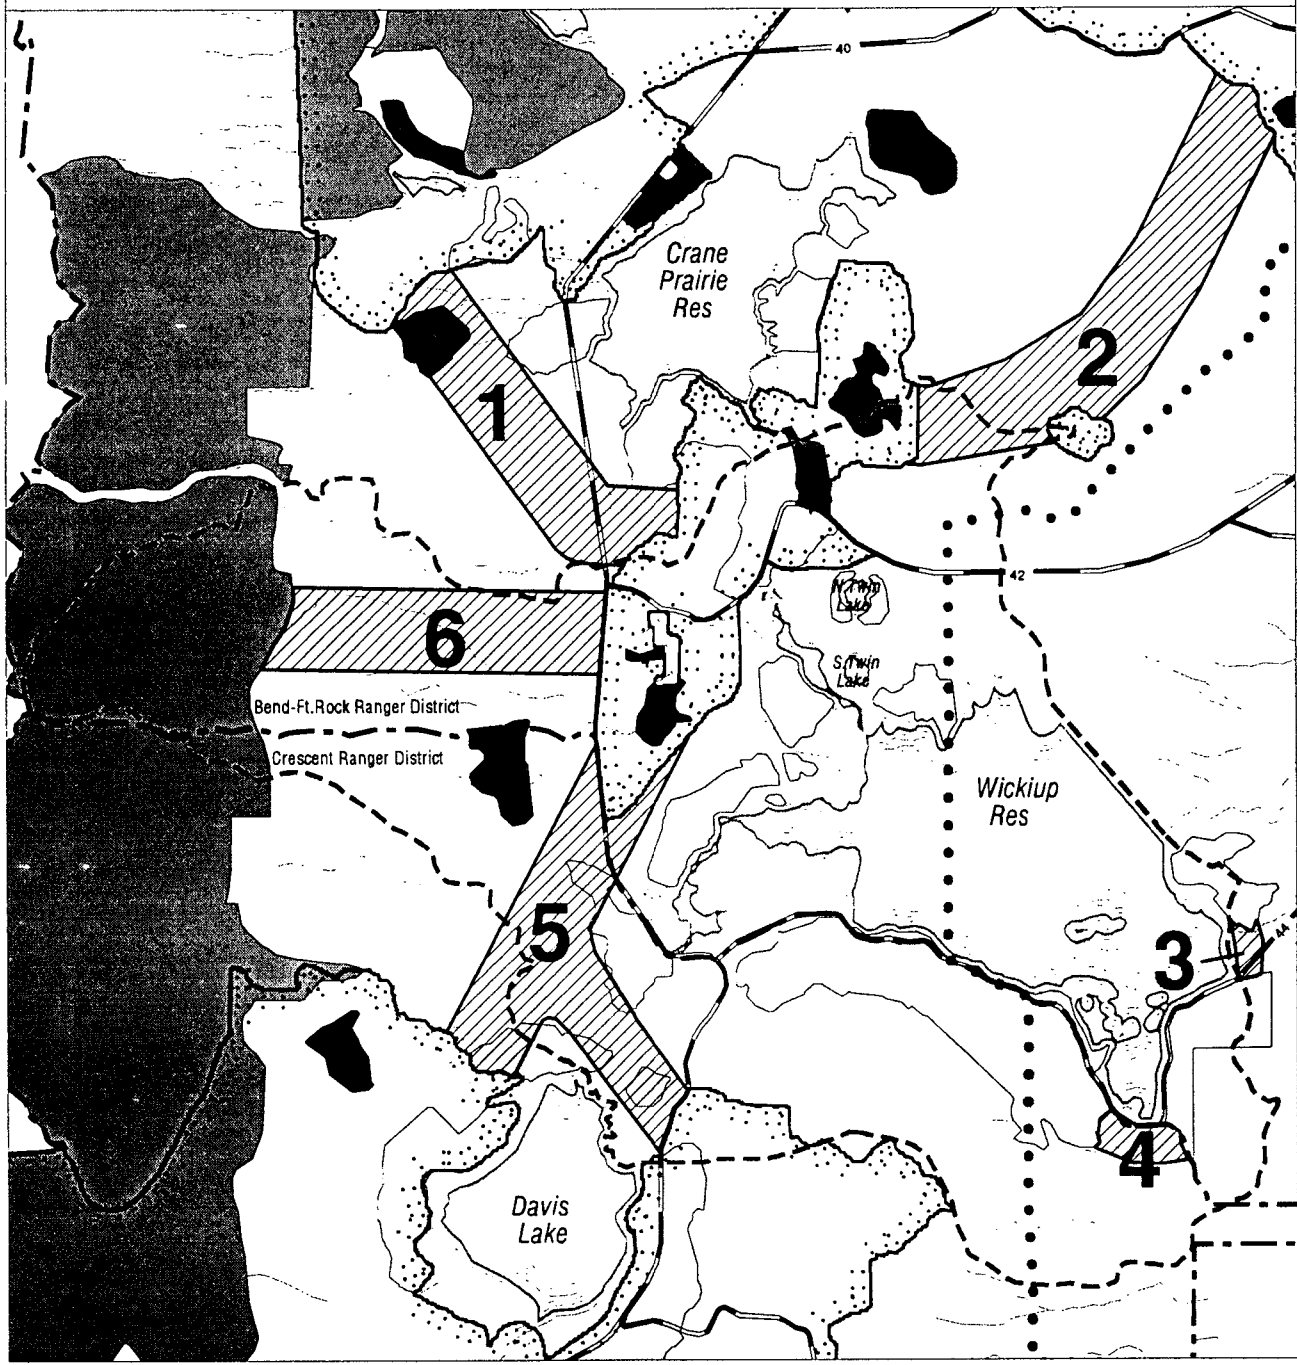 40
Crane
Prairie
Res
2
1
42
N.Twin
Lake
6
S.Twin
Lake
Bend-Ft.Rock Ranger District
Crescent Ranger District
Wickiup
Res
5
3
44
4
Davis
Lake